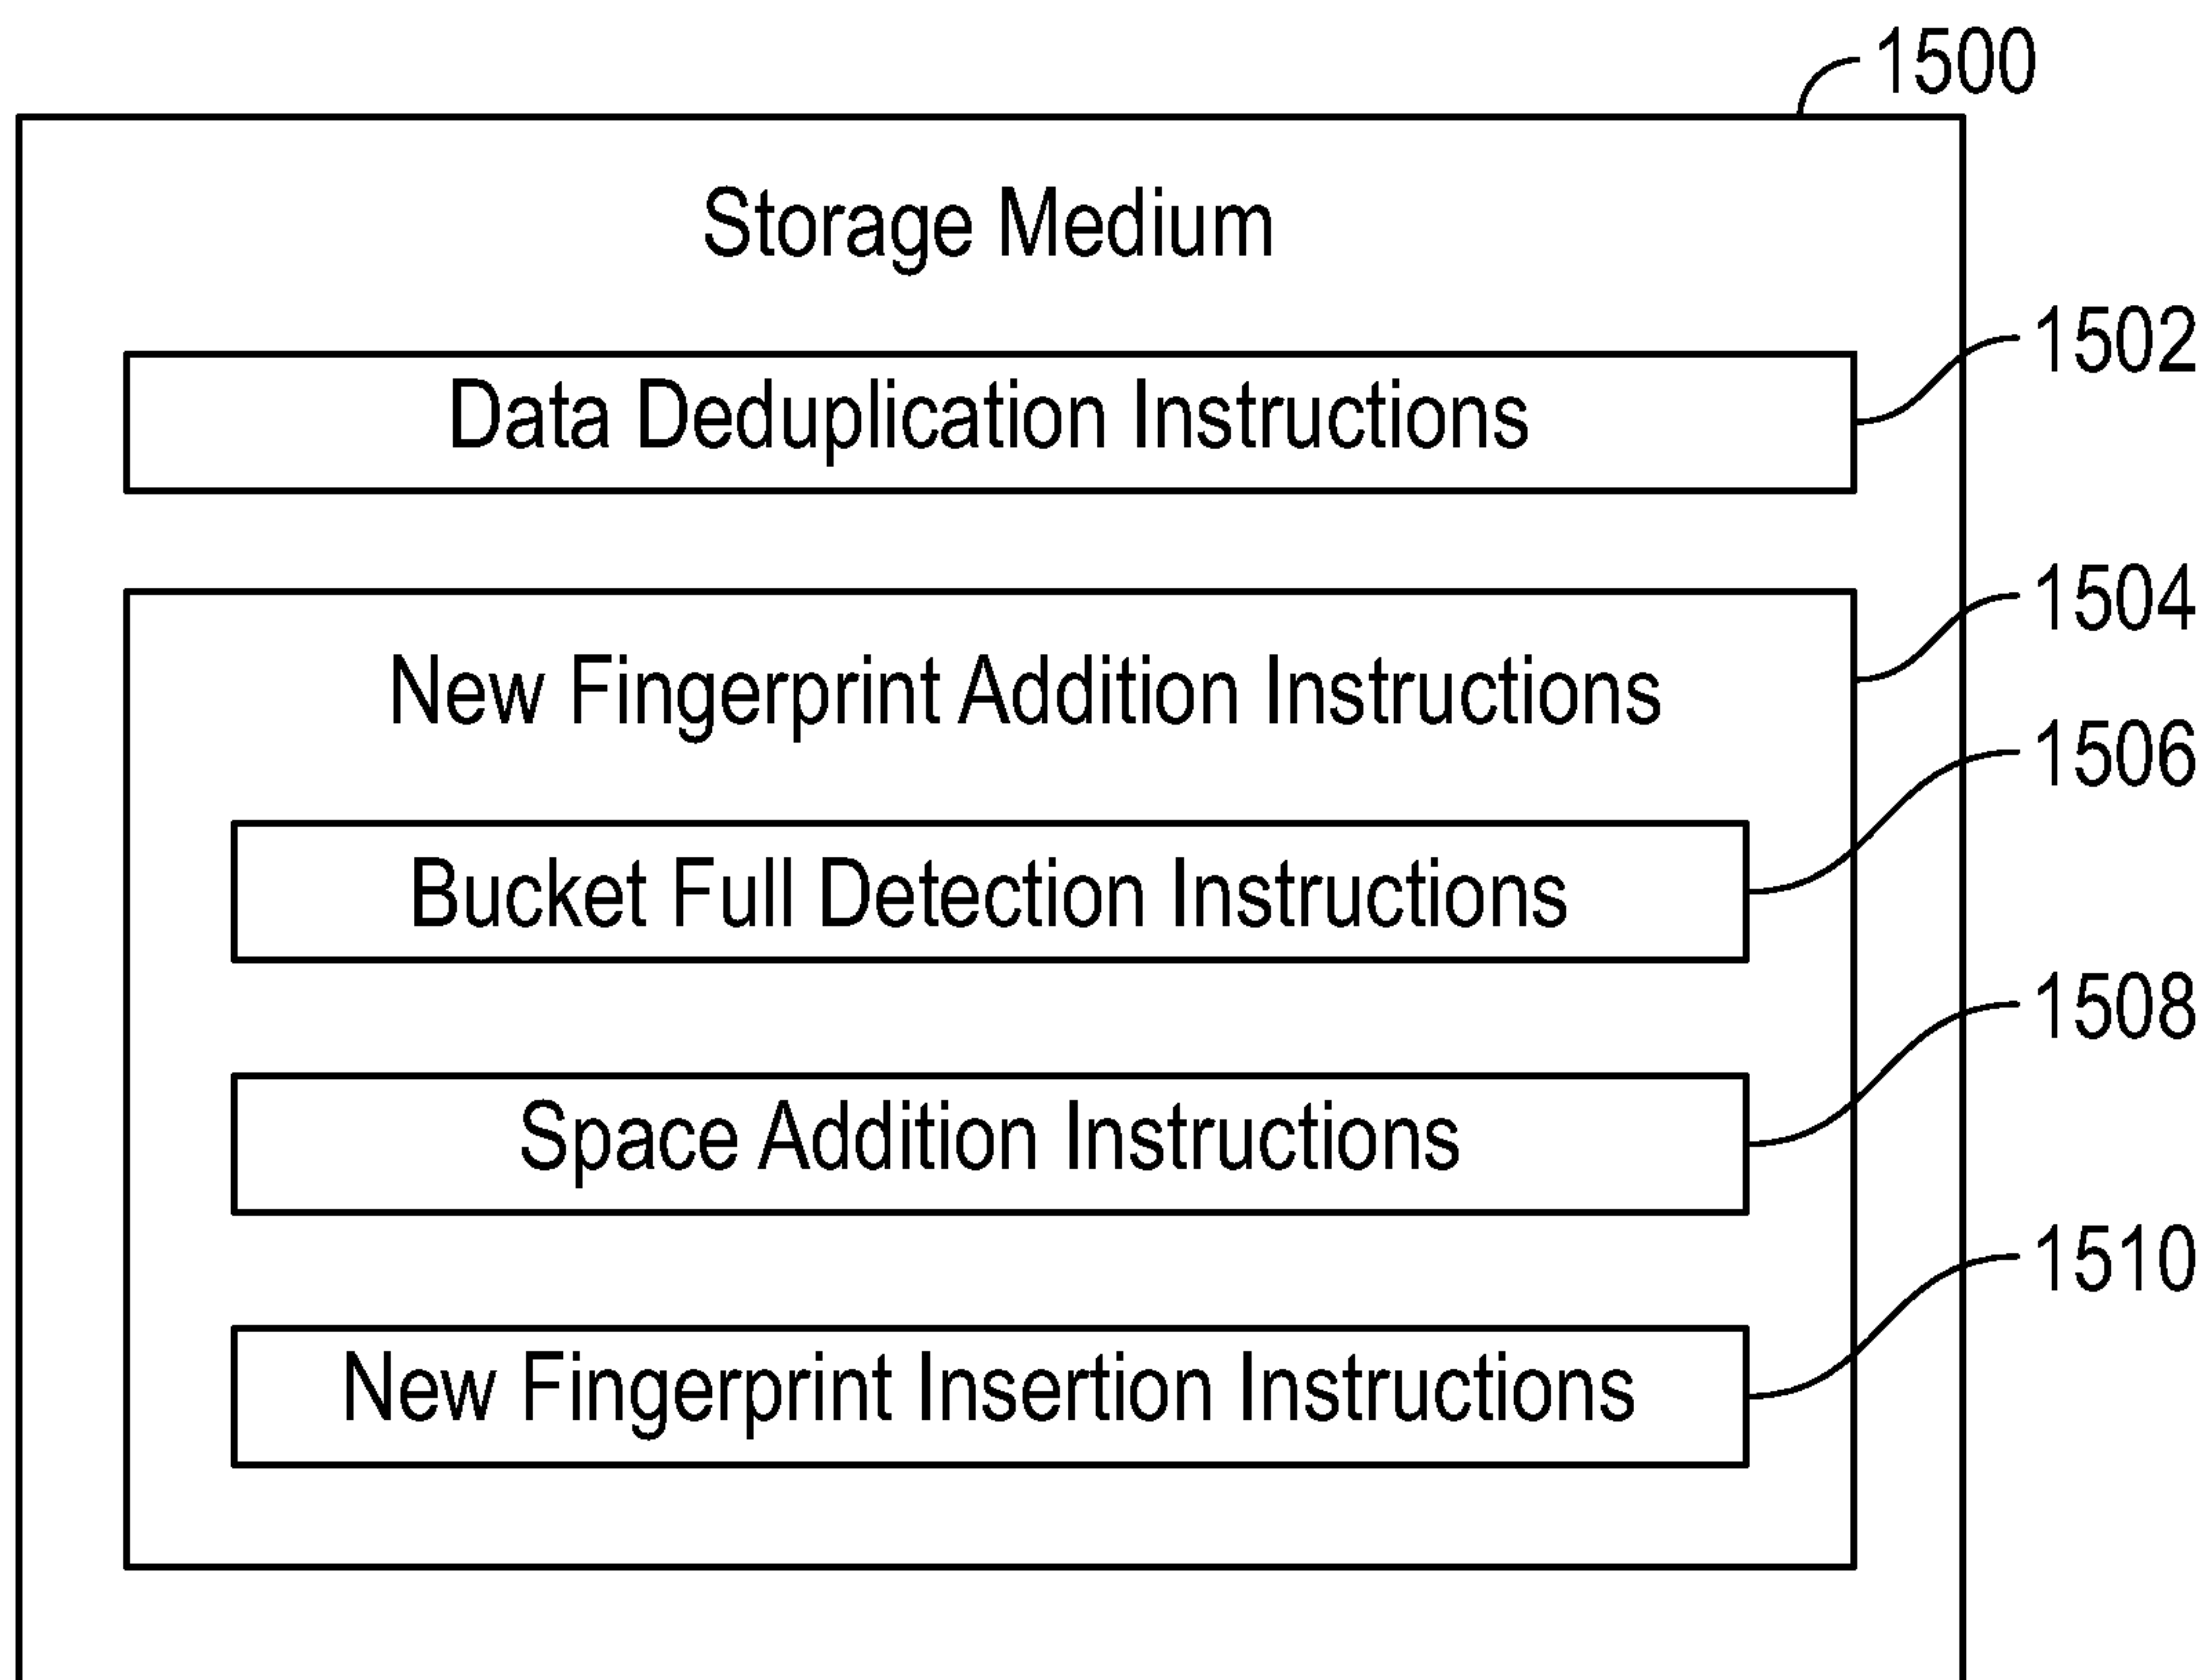 1500
Storage Medium
1502
Data Deduplication Instructions
1504
New Fingerprint Addition Instructions
1506
Bucket Full Detection Instructions
1508
Space Addition Instructions
1510
New Fingerprint Insertion Instructions